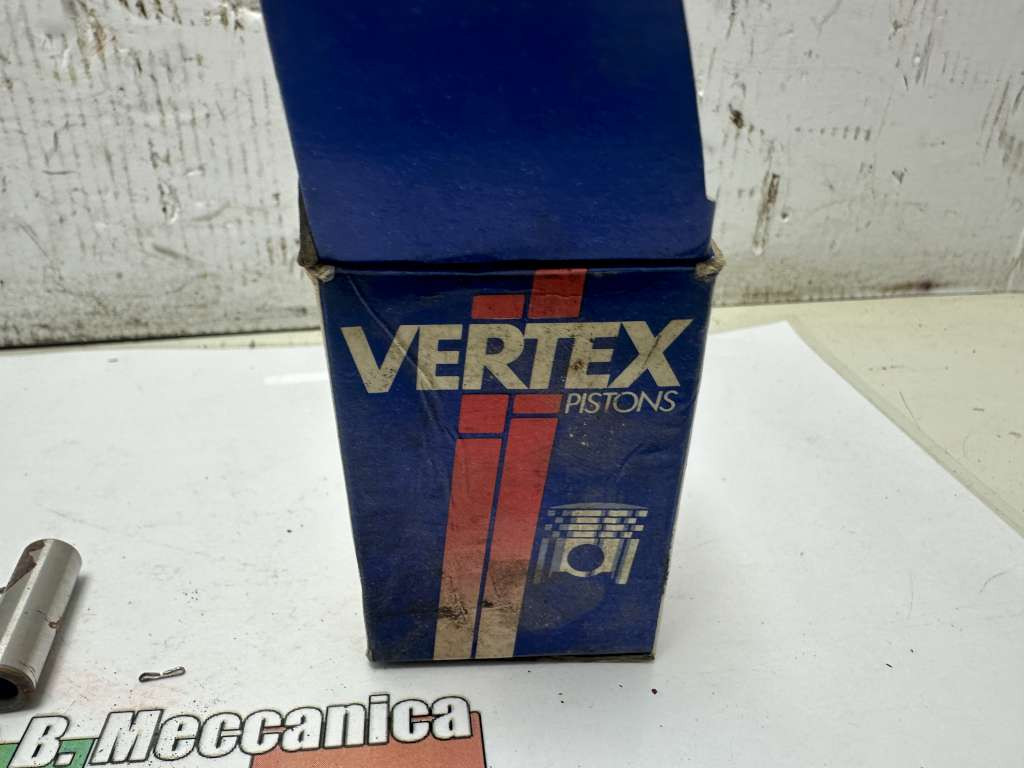 VERTEX
PISTONS
B. Meccanica